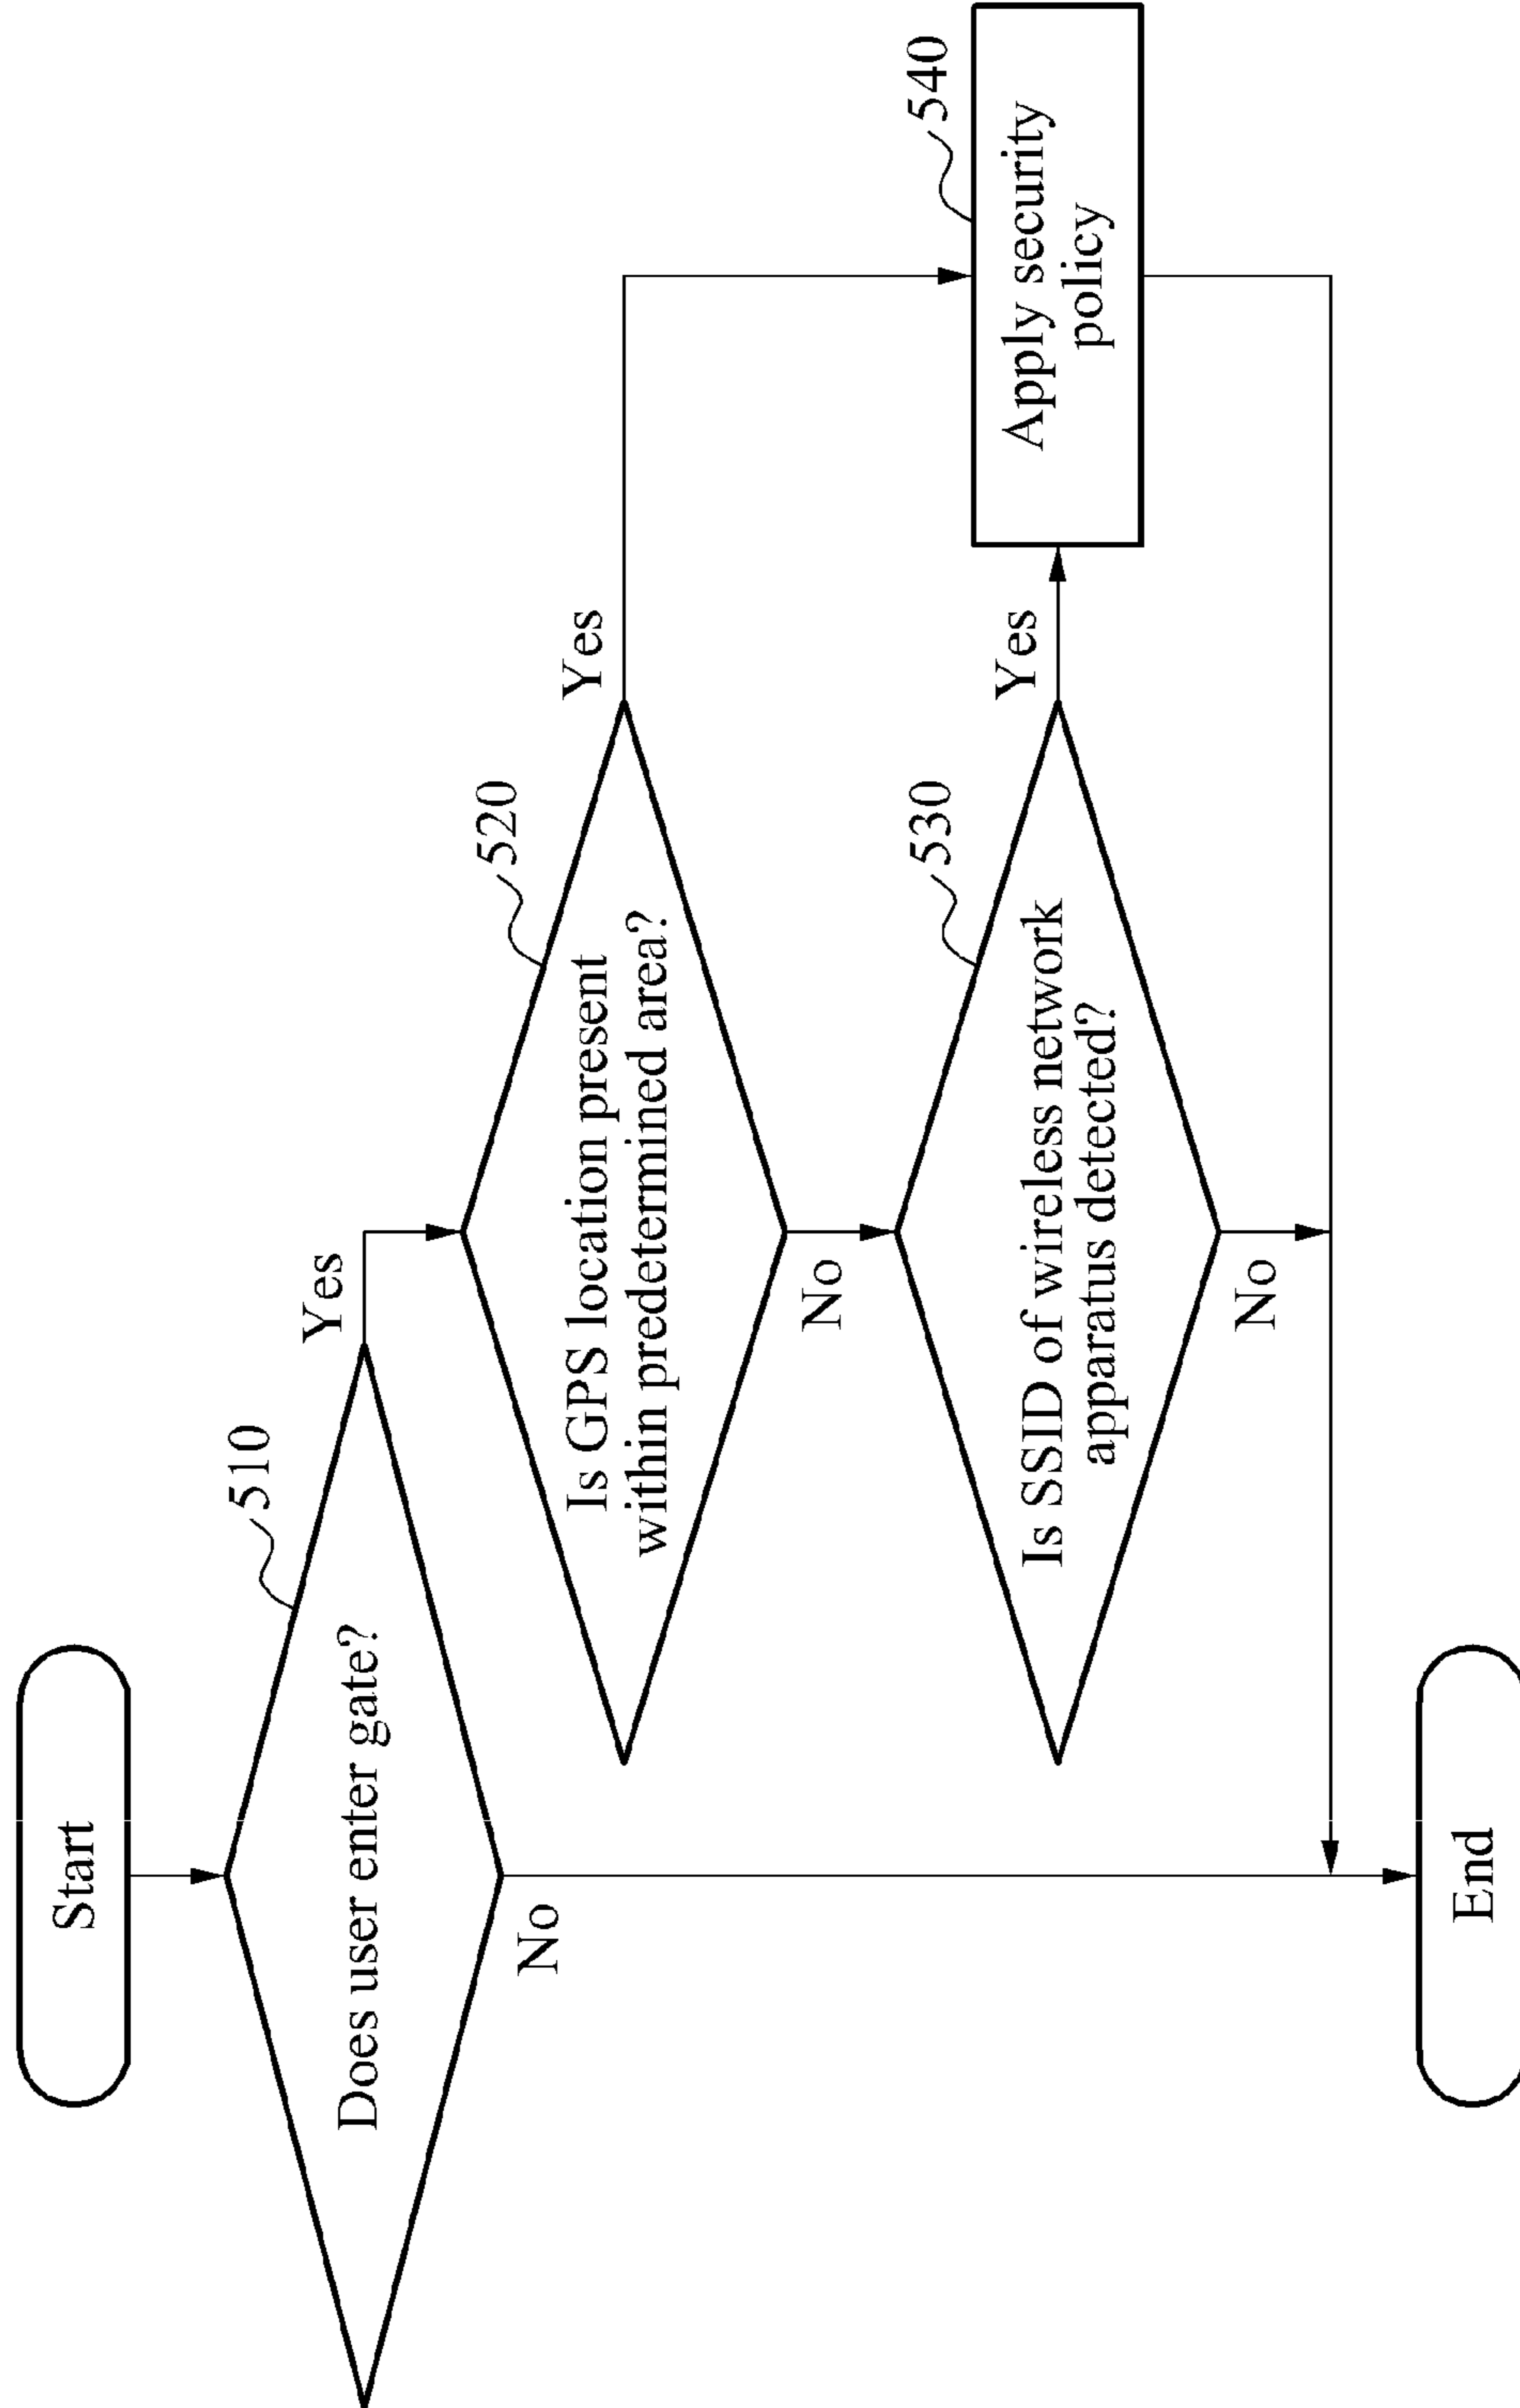 Start
510
Does user enter gate?
Yes
No
520
Is GPS location present
within predetermined area?
Yes
No
530
Is SSID of wireless network
apparatus detected?
Yes
No
540
Apply security
policy
End